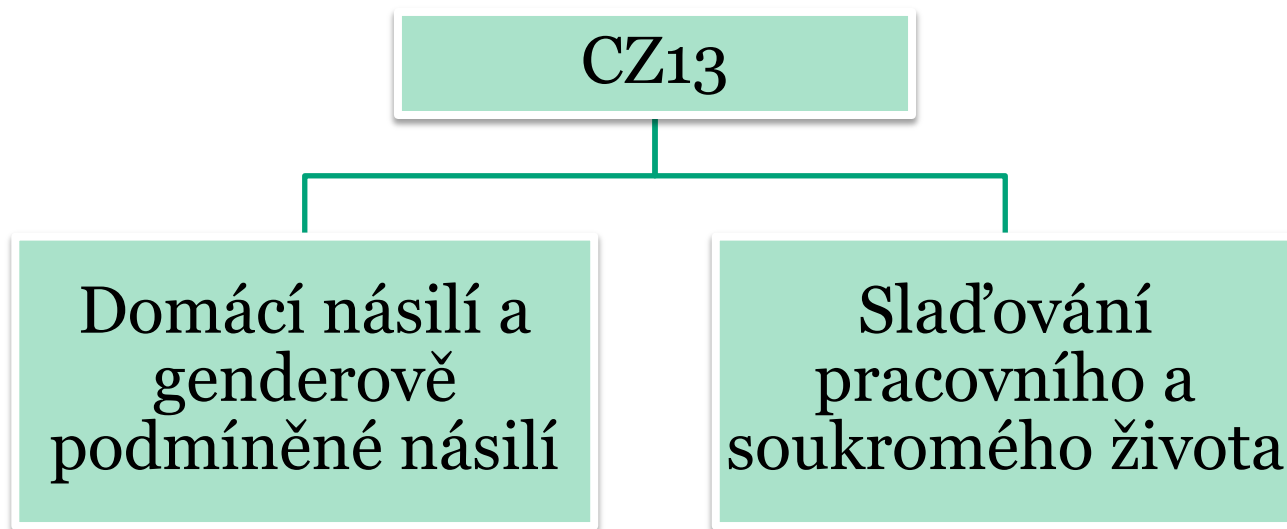 CZ13
Domácí násilí a
genderově
podmíněné násilí
Slaďování
pracovního a
soukromého života